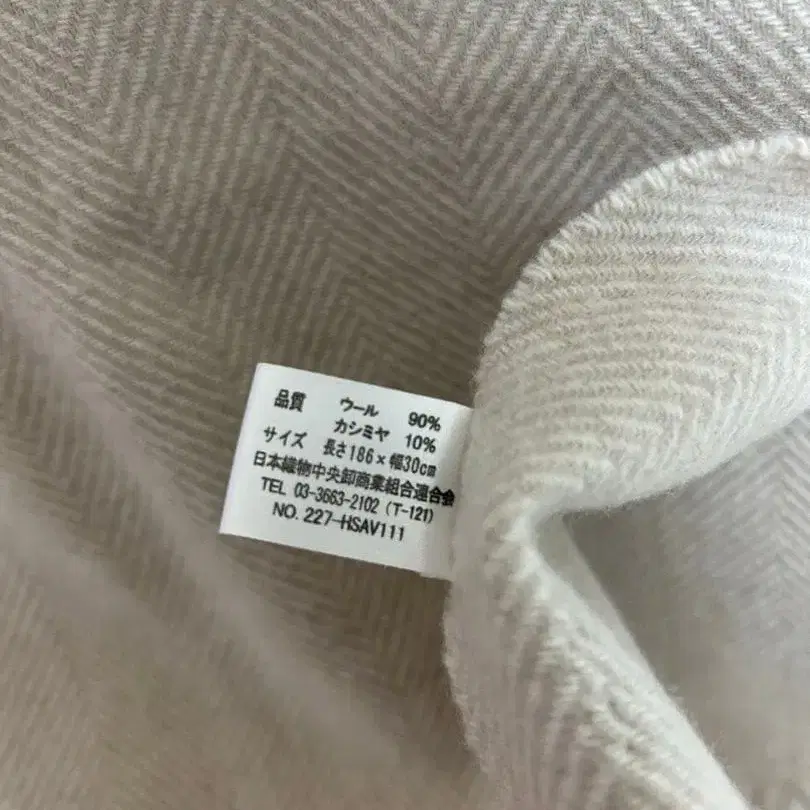 品質 ウール 90%
カシミヤ 10%
サイズ 長さ186×幅30cm
日本織物中央卸商業組合連合会
TEL 03-3663-2102 (T-121)
NO. 227-HSAV111